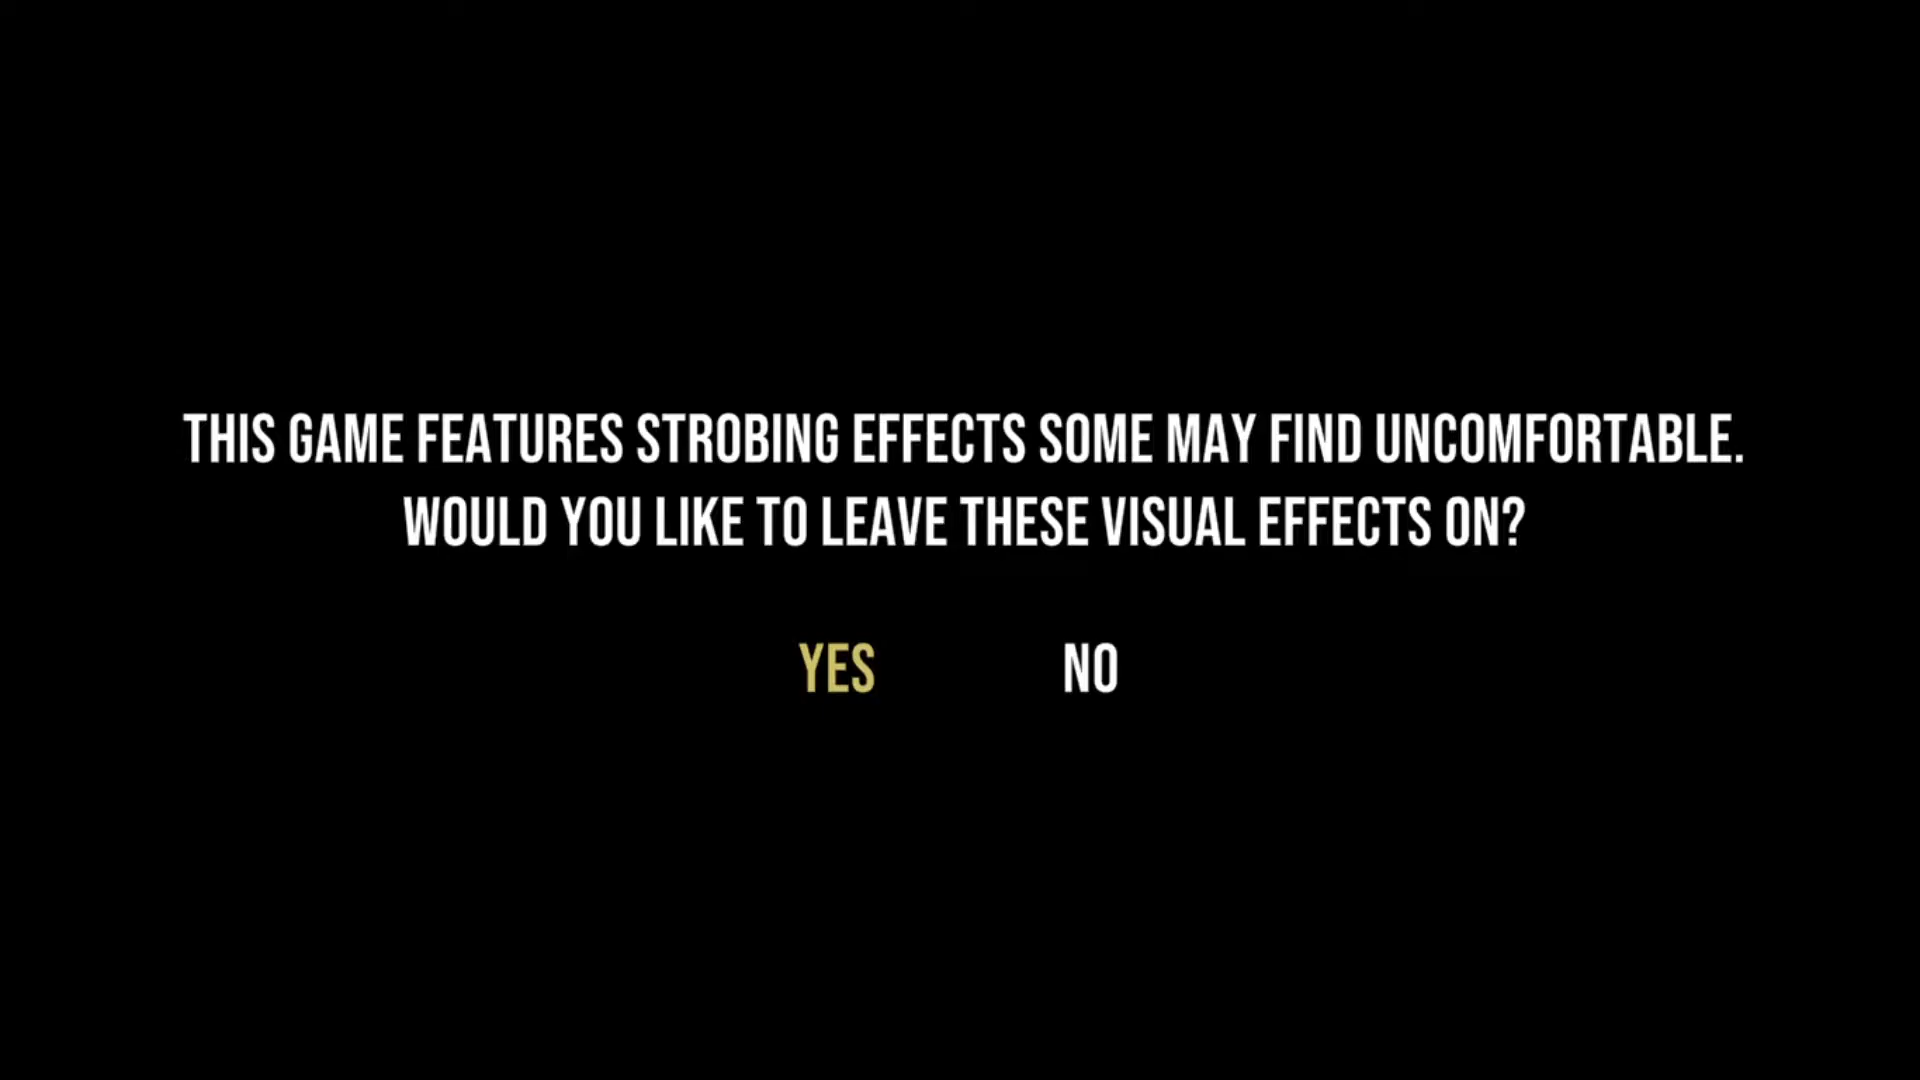 THIS GAME FEATURES STROBING EFFECTS SOME MAY FIND UNCOMFORTABLE.
WOULD YOU LIKE TO LEAVE THESE VISUAL EFFECTS ON?
YES NO